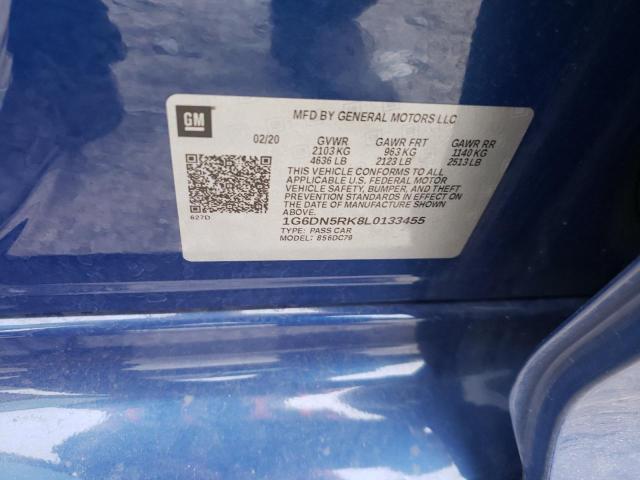 GM
MFD BY GENERAL MOTORS LLC
02/20 GVWR GAWR FRT GAWR RR
2103 KG 963 KG 1140 KG
4636 LB 2123 LB 2513 LB
THIS VEHICLE CONFORMS TO ALL
APPLICABLE U.S. FEDERAL MOTOR
VEHICLE SAFETY, BUMPER, AND THEFT
PREVENTION STANDARDS IN EFFECT
ON THE DATE OF MANUFACTURE SHOWN
ABOVE.
627D
1G6DN5RK8L0133455
TYPE: PASS CAR
MODEL: 8S6DC79